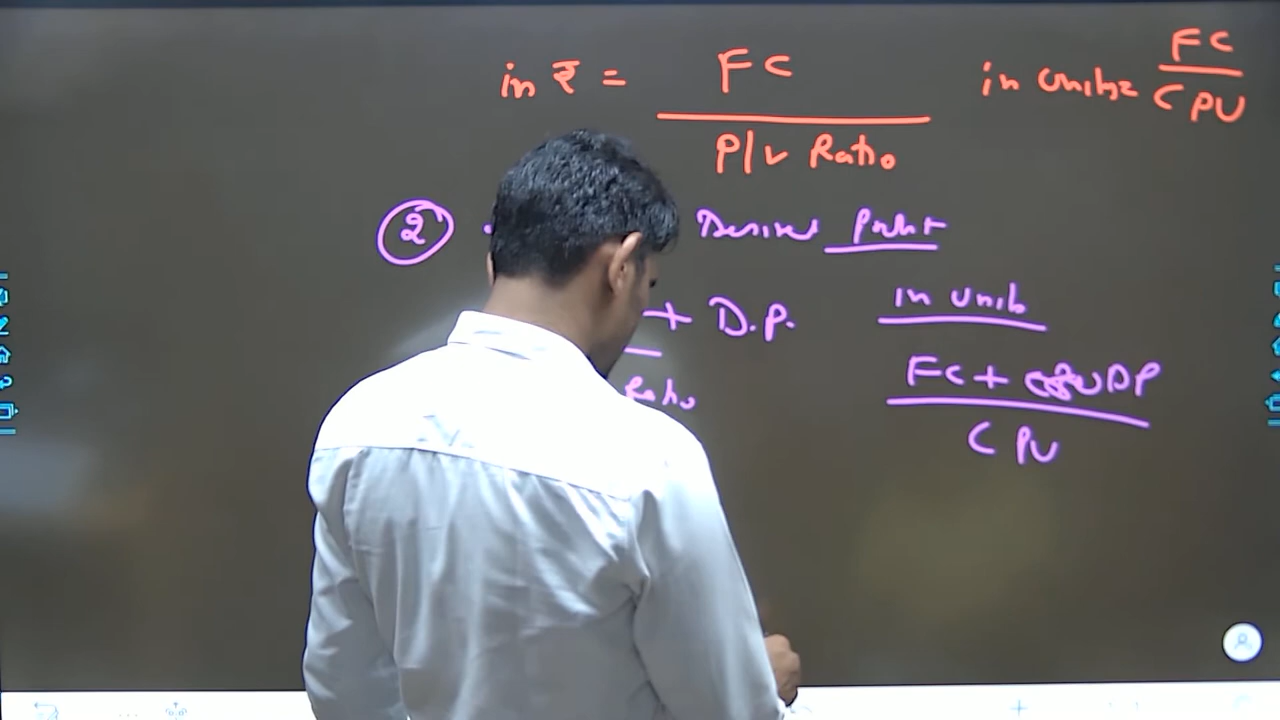 in ₹ = FC / P/V Ratio
in units = FC / CPU
② Desired Profit
+ D.P.
Ratio
in units
FC + DP
CPU